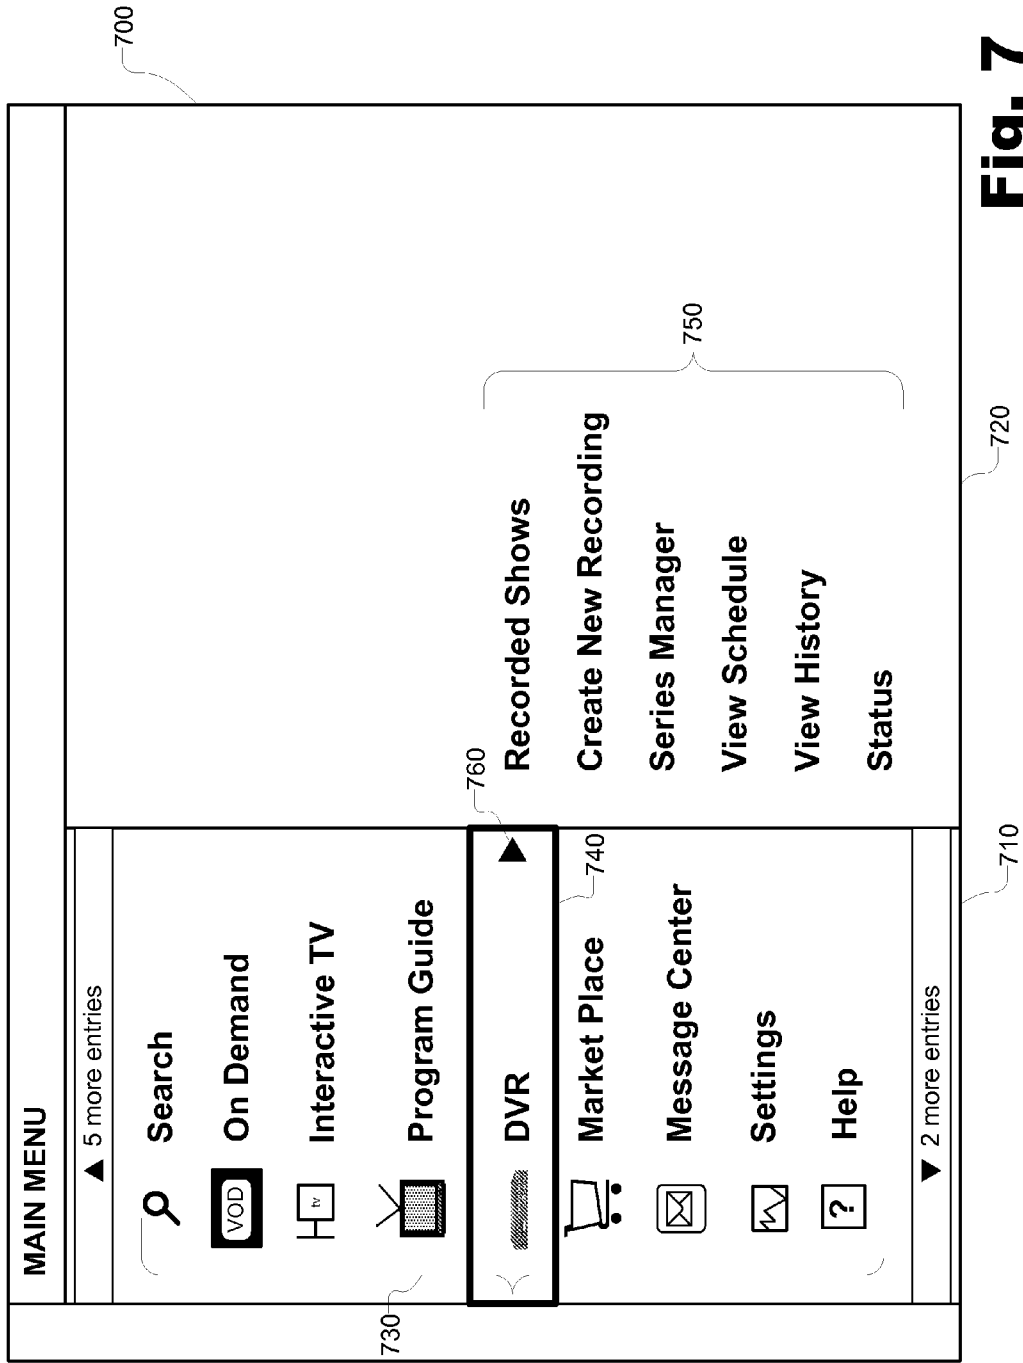 700
MAIN MENU
▲ 5 more entries
Search
VOD
On Demand
tv
Interactive TV
Program Guide
730
DVR
760
740
Market Place
Message Center
Settings
?
Help
▼ 2 more entries
710
Recorded Shows
Create New Recording
Series Manager
View Schedule
View History
Status
750
720
Fig. 7